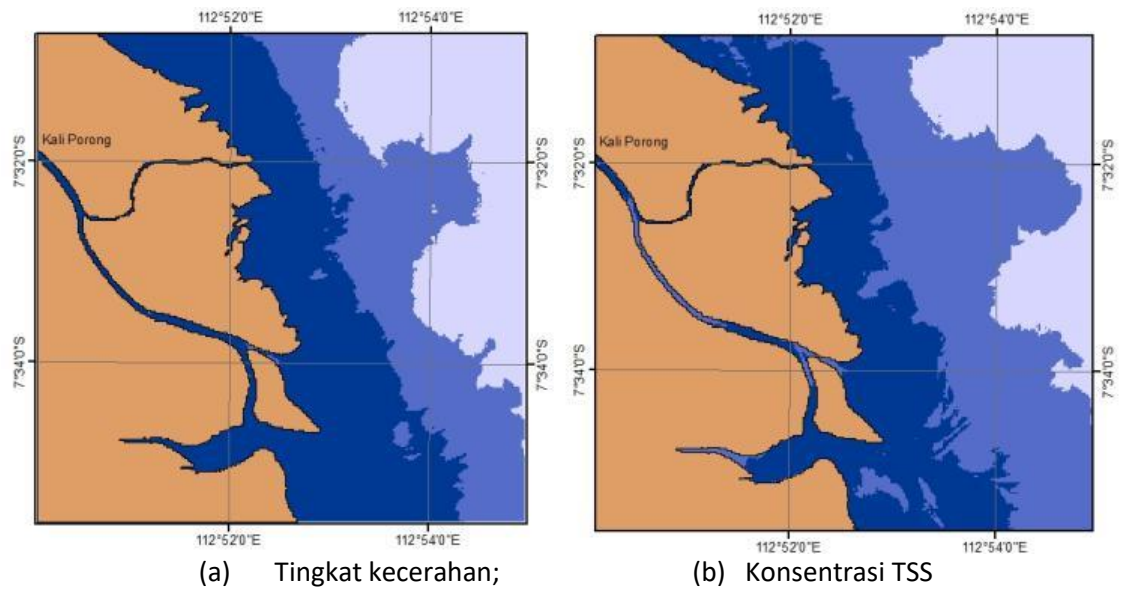 112°52'0"E 112°54'0"E 112°52'0"E 112°54'0"E
Kali Porong Kali Porong
7°32'0"S 7°32'0"S 7°32'0"S 7°32'0"S
7°34'0"S 7°34'0"S 7°34'0"S 7°34'0"S
112°52'0"E 112°54'0"E 112°52'0"E 112°54'0"E
(a) Tingkat kecerahan; (b) Konsentrasi TSS